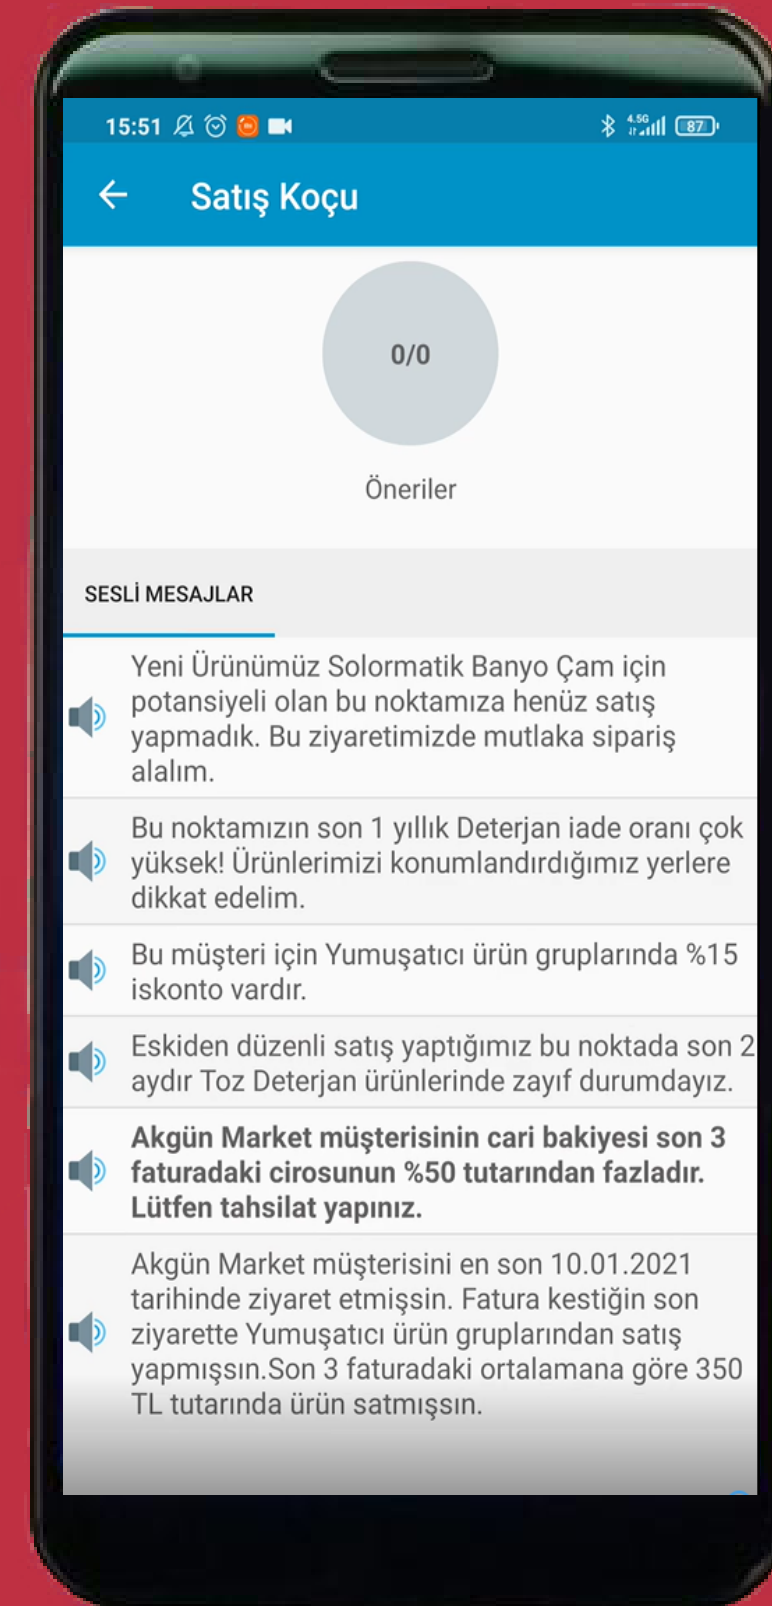 15:51
4.5G
87
Satış Koçu
0/0
Öneriler
SESLİ MESAJLAR
Yeni Ürünümüz Solormatik Banyo Çam için
potansiyeli olan bu noktamıza henüz satış
yapmadık. Bu ziyaretimizde mutlaka sipariş
alalım.
Bu noktamızın son 1 yıllık Deterjan iade oranı çok
yüksek! Ürünlerimizi konumlandırdığımız yerlere
dikkat edelim.
Bu müşteri için Yumuşatıcı ürün gruplarında %15
iskonto vardır.
Eskiden düzenli satış yaptığımız bu noktada son 2
aydır Toz Deterjan ürünlerinde zayıf durumdayız.
Akgün Market müşterisinin cari bakiyesi son 3
faturadaki cirosunun %50 tutarından fazladır.
Lütfen tahsilat yapınız.
Akgün Market müşterisini en son 10.01.2021
tarihinde ziyaret etmişsin. Fatura kestiğin son
ziyarette Yumuşatıcı ürün gruplarından satış
yapmışsın.Son 3 faturadaki ortalamana göre 350
TL tutarında ürün satmışsın.